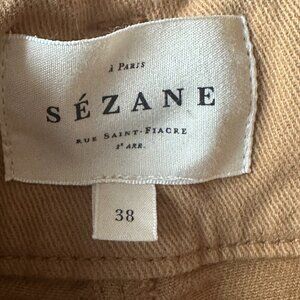 à PARIS
SÉZANE
RUE SAINT-FIACRE
2ᵉ ARR.
38